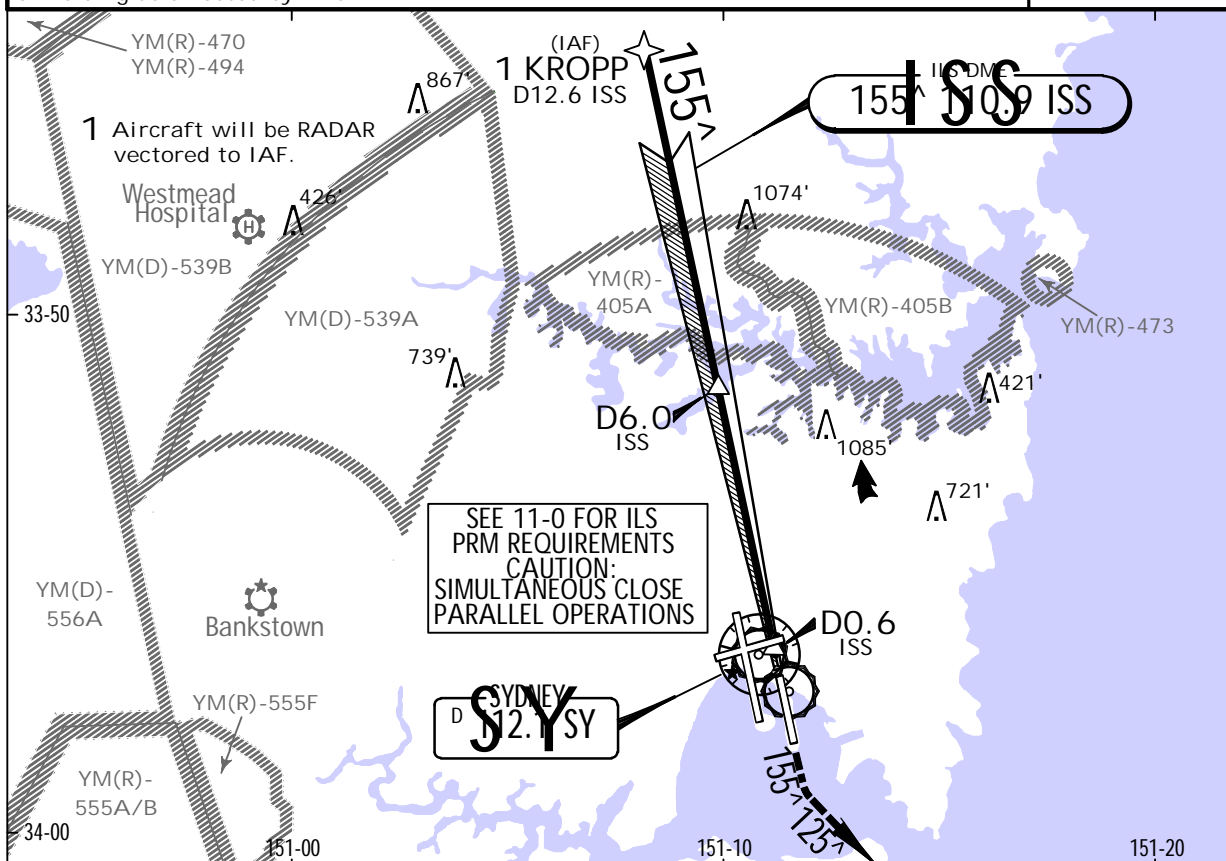 YM(R)-470
YM(R)-494
867'
(IAF)
1 KROPP
D12.6 ISS
155^
ILS DME
155^ 110.9 ISS
ISS
1 Aircraft will be RADAR
vectored to IAF.
Westmead
Hospital
H
426'
1074'
YM(D)-539B
YM(R)-
405A
YM(R)-405B
YM(R)-473
33-50
YM(D)-539A
739'
421'
D6.0
ISS
1085'
721'
SEE 11-0 FOR ILS
PRM REQUIREMENTS
CAUTION:
SIMULTANEOUS CLOSE
PARALLEL OPERATIONS
YM(D)-
556A
Bankstown
D0.6
ISS
YM(R)-555F
SYDNEY
D 112.1 SY
SY
YM(R)-
555A/B
155^
125^
34-00
151-00
151-10
151-20